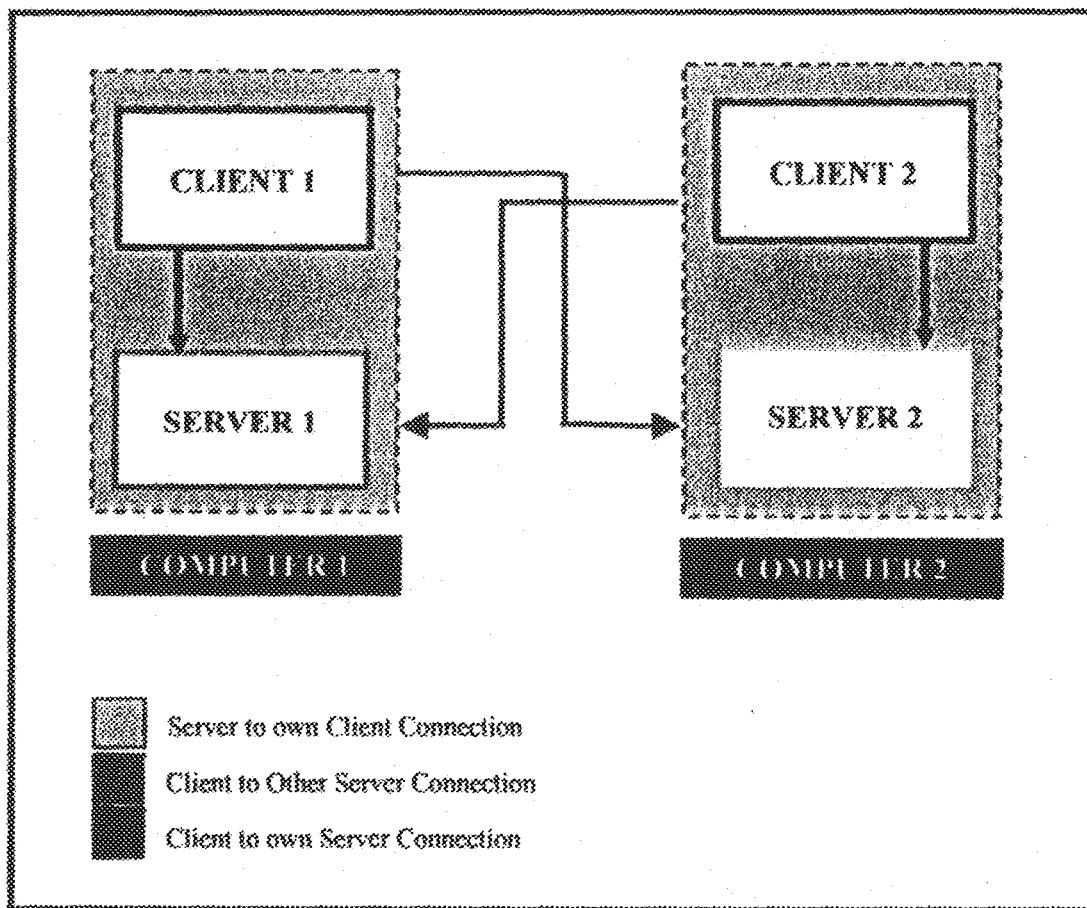 CLIENT 1
CLIENT 2
SERVER 1
SERVER 2
COMPUTER 1
COMPUTER 2
Server to own Client Connection
Client to Other Server Connection
Client to own Server Connection